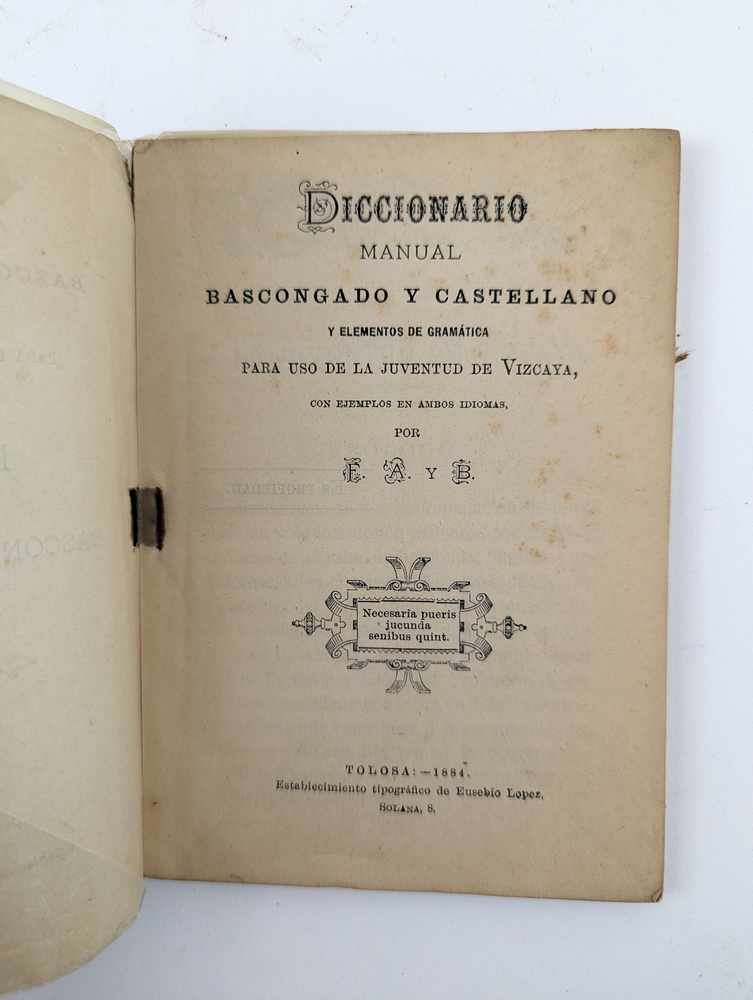 DICCIONARIO
MANUAL
BASCONGADO Y CASTELLANO
Y ELEMENTOS DE GRAMÁTICA
PARA USO DE LA JUVENTUD DE VIZCAYA,
CON EJEMPLOS EN AMBOS IDIOMAS,
POR
E. A. Y B.
Necesaria pueris
jucunda
senibus quint.
TOLOSA:—1884.
Establecimiento tipográfico de Eusebio Lopez,
SOLANA, 8.